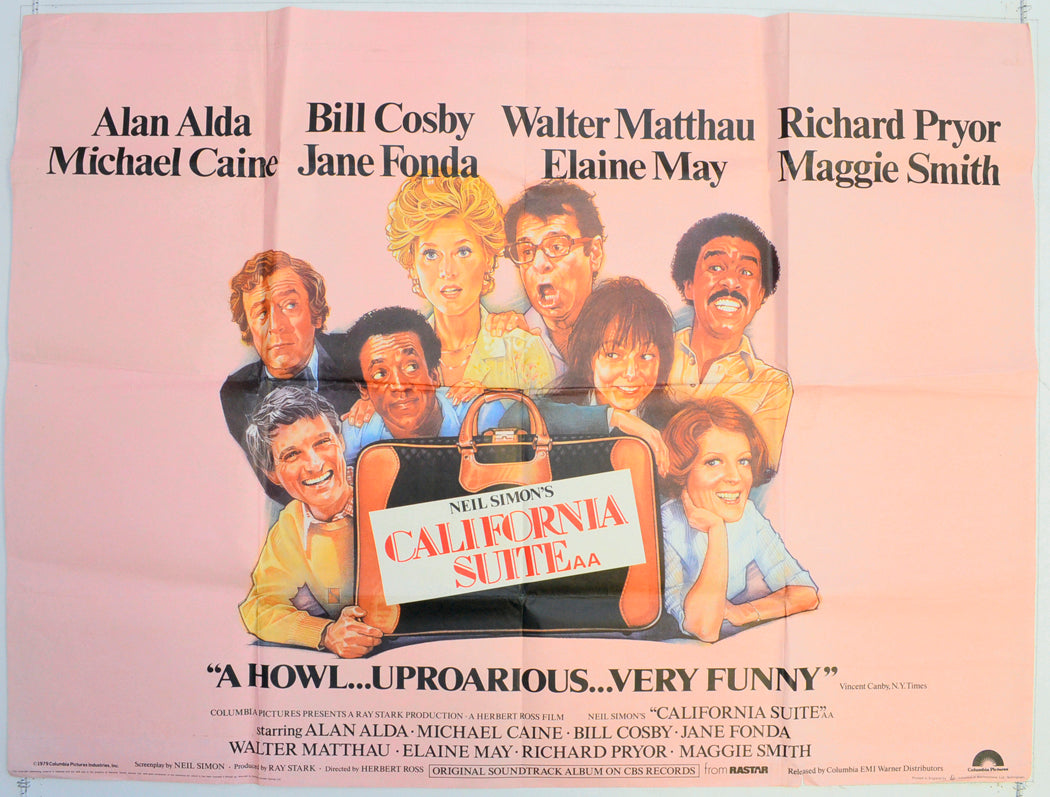 Alan Alda Bill Cosby Walter Matthau Richard Pryor
Michael Caine Jane Fonda Elaine May Maggie Smith
NEIL SIMON'S
CALIFORNIA
SUITE AA
“A HOWL...UPROARIOUS...VERY FUNNY” Vincent Canby, N.Y. Times
COLUMBIA PICTURES PRESENTS A RAY STARK PRODUCTION · A HERBERT ROSS FILM NEIL SIMON'S “CALIFORNIA SUITE” AA
starring ALAN ALDA · MICHAEL CAINE · BILL COSBY · JANE FONDA
WALTER MATTHAU · ELAINE MAY · RICHARD PRYOR · MAGGIE SMITH
©1979 Columbia Pictures Industries, Inc. Screenplay by NEIL SIMON · Produced by RAY STARK · Directed by HERBERT ROSS ORIGINAL SOUNDTRACK ALBUM ON CBS RECORDS from RASTAR Released by Columbia EMI Warner Distributors Columbia Pictures